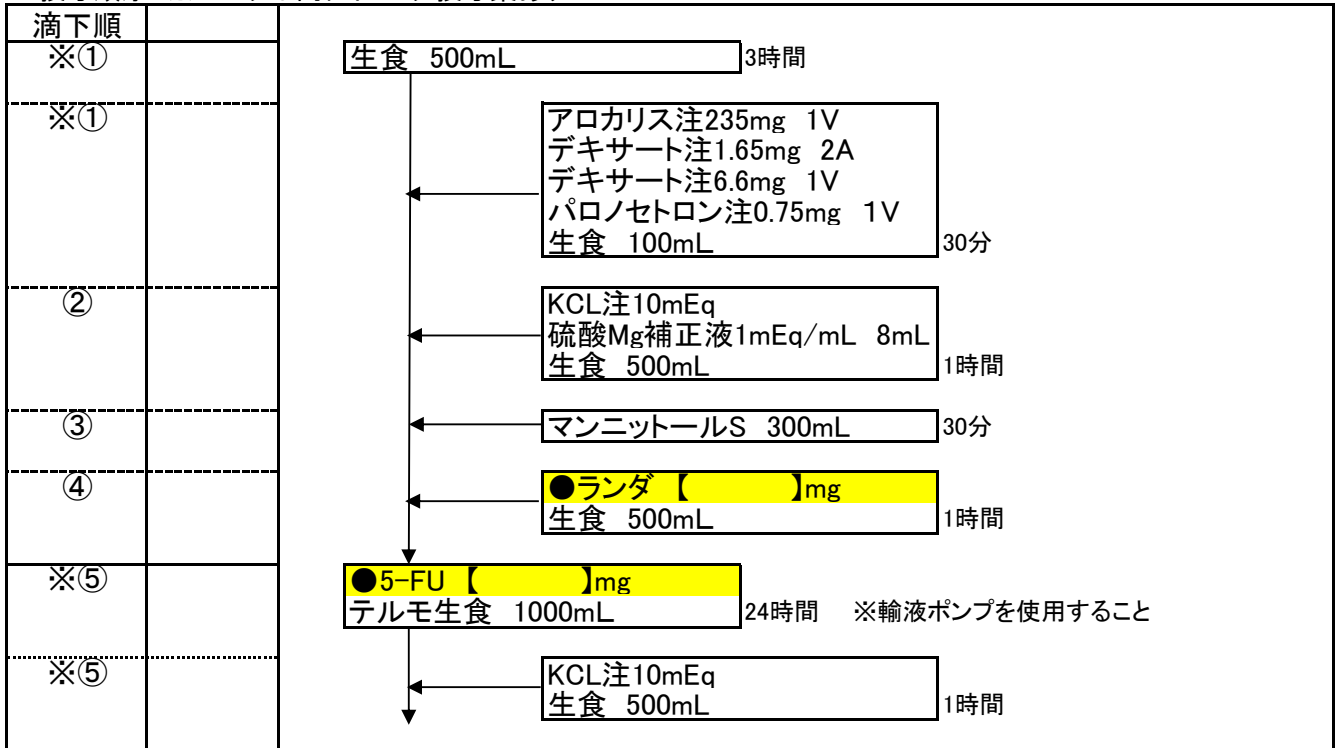 滴下順
※① 生食 500mL 3時間
※① アロカリス注235mg 1V
デキサート注1.65mg 2A
デキサート注6.6mg 1V
パロノセトロン注0.75mg 1V
生食 100mL 30分
② KCL注10mEq
硫酸Mg補正液1mEq/mL 8mL
生食 500mL 1時間
③ マンニットールS 300mL 30分
④ ●ランダ 【 】mg
生食 500mL 1時間
※⑤ ●5-FU 【 】mg
テルモ生食 1000mL 24時間 ※輸液ポンプを使用すること
※⑤ KCL注10mEq
生食 500mL 1時間